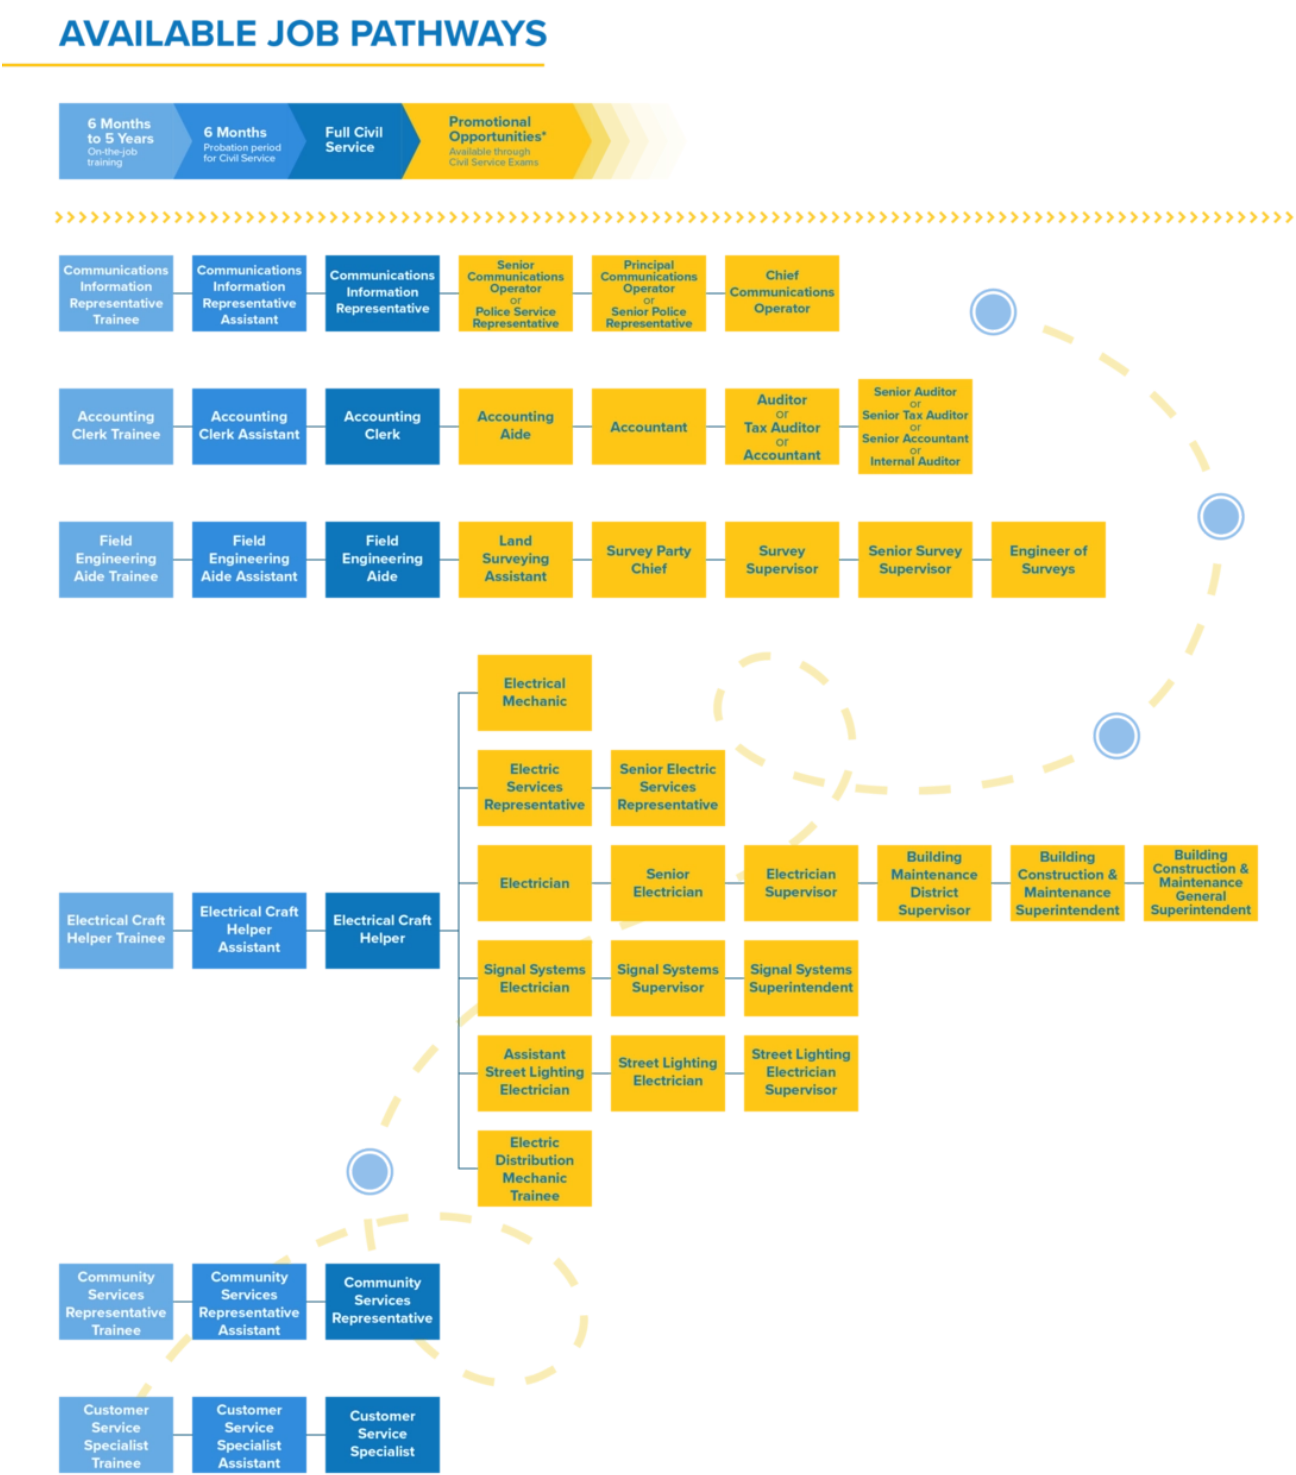 AVAILABLE JOB PATHWAYS
6 Months
to 5 Years
On-the-job
training
6 Months
Probation period
for Civil Service
Full Civil
Service
Promotional
Opportunities*
Available through
Civil Service Exams
Communications
Information
Representative
Trainee
Communications
Information
Representative
Assistant
Communications
Information
Representative
Senior
Communications
Operator
or
Police Service
Representative
Principal
Communications
Operator
or
Senior Police
Representative
Chief
Communications
Operator
Accounting
Clerk Trainee
Accounting
Clerk Assistant
Accounting
Clerk
Accounting
Aide
Accountant
Auditor
or
Tax Auditor
or
Accountant
Senior Auditor
or
Senior Tax Auditor
or
Senior Accountant
or
Internal Auditor
Field
Engineering
Aide Trainee
Field
Engineering
Aide Assistant
Field
Engineering
Aide
Land
Surveying
Assistant
Survey Party
Chief
Survey
Supervisor
Senior Survey
Supervisor
Engineer of
Surveys
Electrical Craft
Helper Trainee
Electrical Craft
Helper
Assistant
Electrical Craft
Helper
Electrical
Mechanic
Electric
Services
Representative
Senior Electric
Services
Representative
Electrician
Senior
Electrician
Electrician
Supervisor
Building
Maintenance
District
Supervisor
Building
Construction &
Maintenance
Superintendent
Building
Construction &
Maintenance
General
Superintendent
Signal Systems
Electrician
Signal Systems
Supervisor
Signal Systems
Superintendent
Assistant
Street Lighting
Electrician
Street Lighting
Electrician
Street Lighting
Electrician
Supervisor
Electric
Distribution
Mechanic
Trainee
Community
Services
Representative
Trainee
Community
Services
Representative
Assistant
Community
Services
Representative
Customer
Service
Specialist
Trainee
Customer
Service
Specialist
Assistant
Customer
Service
Specialist